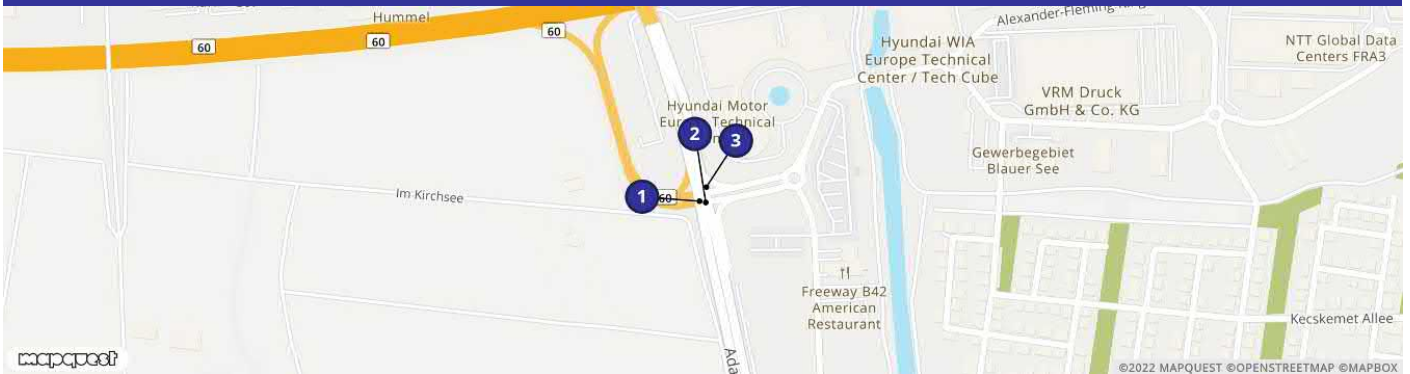 Hummel
60
60
60
Alexander-Fleming-Ring
Hyundai WIA
Europe Technical
Center / Tech Cube
NTT Global Data
Centers FRA3
VRM Druck
GmbH & Co. KG
Hyundai Motor
Technical
2
3
Gewerbegebiet
Blauer See
Im Kirchsee
1
60
Freeway B42
American
Restaurant
Kecskemet Allee
Ada
mapquest
©2022 MAPQUEST ©OPENSTREETMAP ©MAPBOX